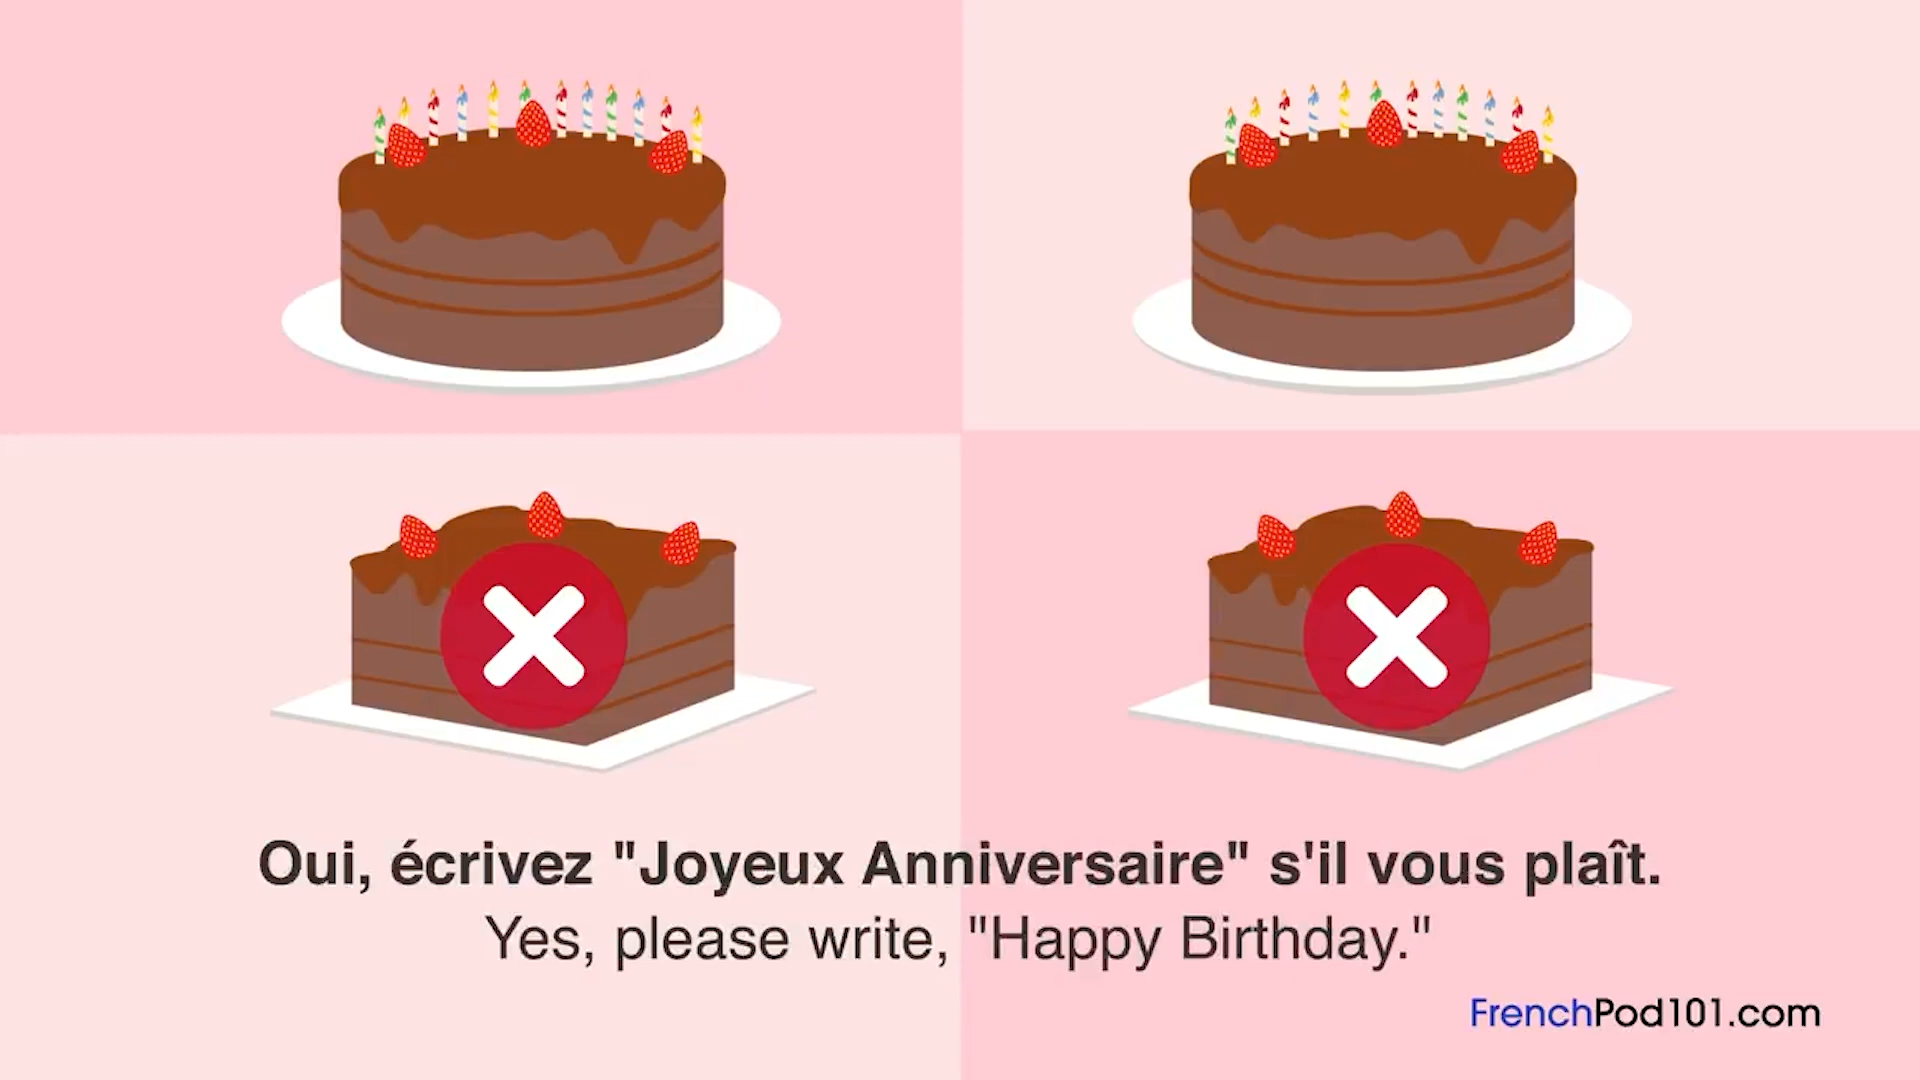 Oui, écrivez "Joyeux Anniversaire" s'il vous plaît.
Yes, please write, "Happy Birthday."
FrenchPod101.com